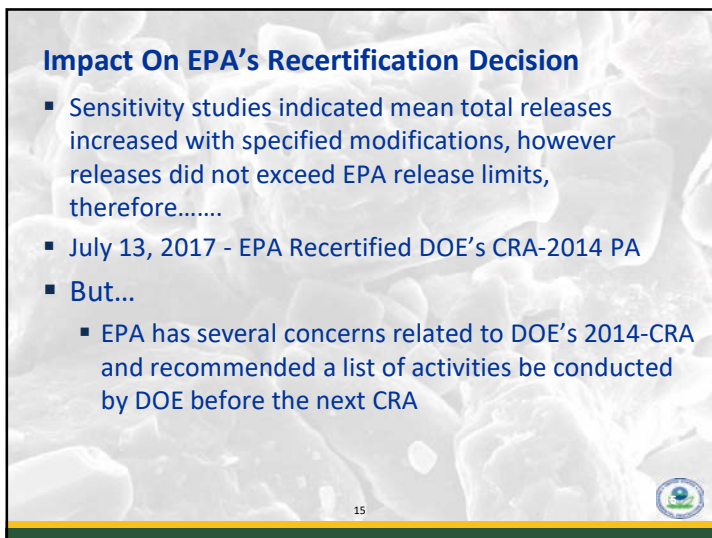 Impact On EPA's Recertification Decision
▪ Sensitivity studies indicated mean total releases
increased with specified modifications, however
releases did not exceed EPA release limits,
therefore…….
▪ July 13, 2017 - EPA Recertified DOE's CRA-2014 PA
▪ But…
▪ EPA has several concerns related to DOE's 2014-CRA
and recommended a list of activities be conducted
by DOE before the next CRA
15